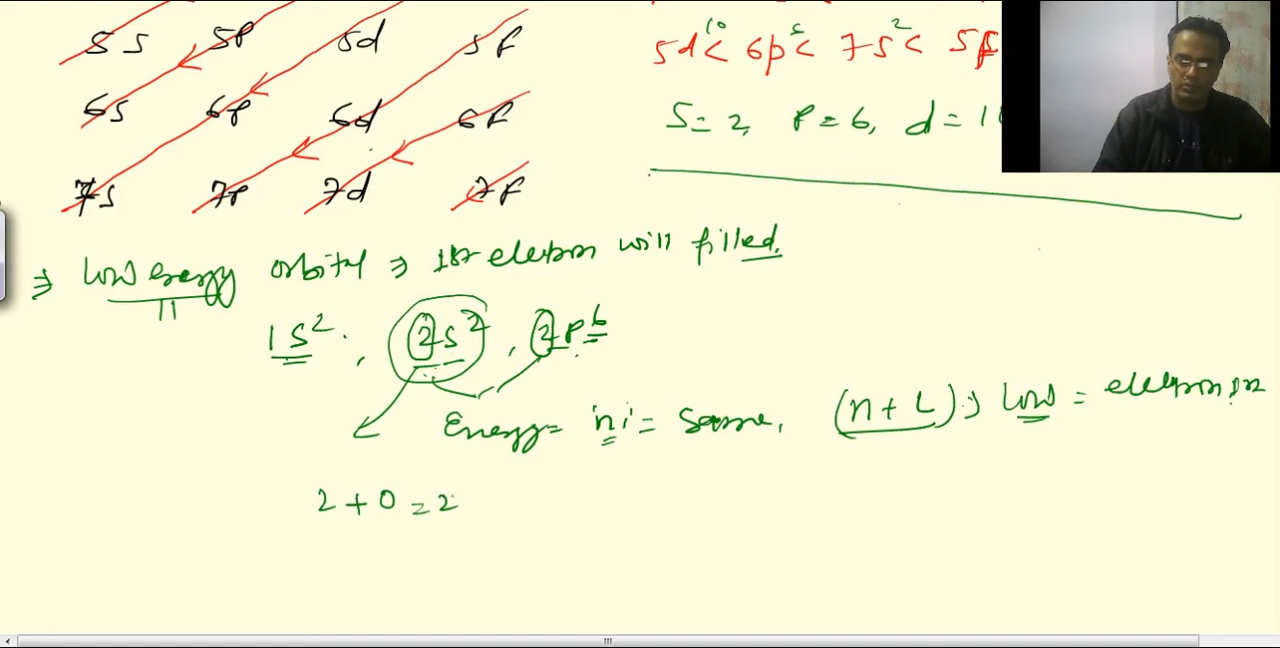 5s 5p 5d 5f
5d¹⁰< 6p⁶< 7s²< 5f
6s 6p 6d 6f
S=2, P=6, d=10
7s 7p 7d 7f
⇒ Low energy orbital ⇒ 1st electron will filled.
1S². , 2S² , 2P⁶
Energy= 'n'= Same, (n+L) ⇒ Low = electron
2+0=2